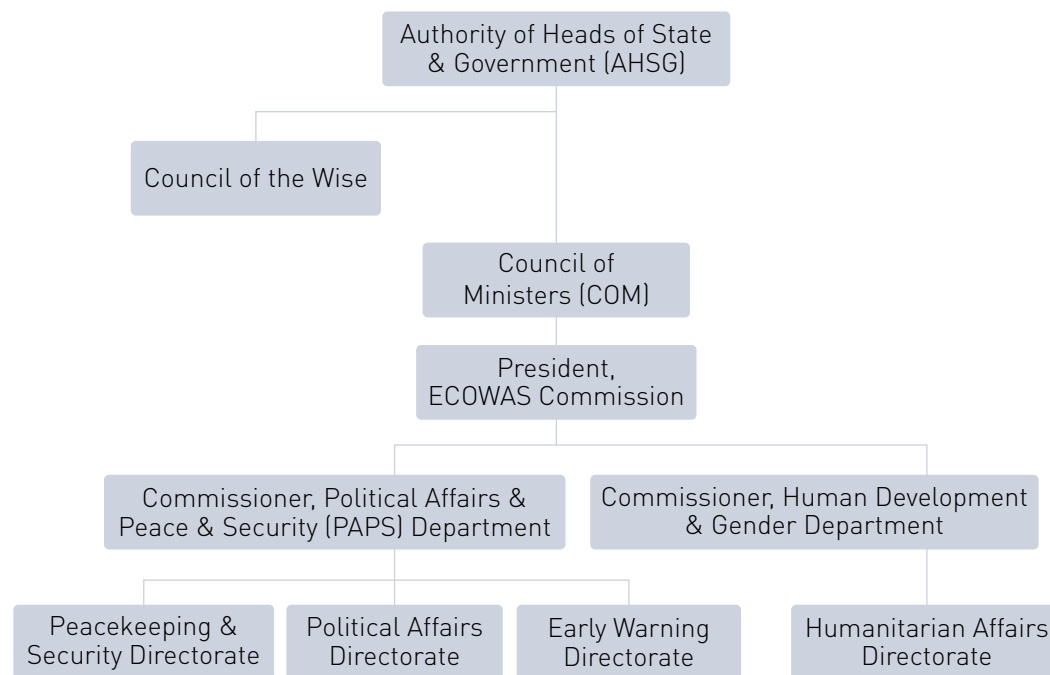 Authority of Heads of State
& Government (AHSG)
Council of the Wise
Council of
Ministers (COM)
President,
ECOWAS Commission
Commissioner, Political Affairs &
Peace & Security (PAPS) Department
Commissioner, Human Development
& Gender Department
Peacekeeping &
Security Directorate
Political Affairs
Directorate
Early Warning
Directorate
Humanitarian Affairs
Directorate